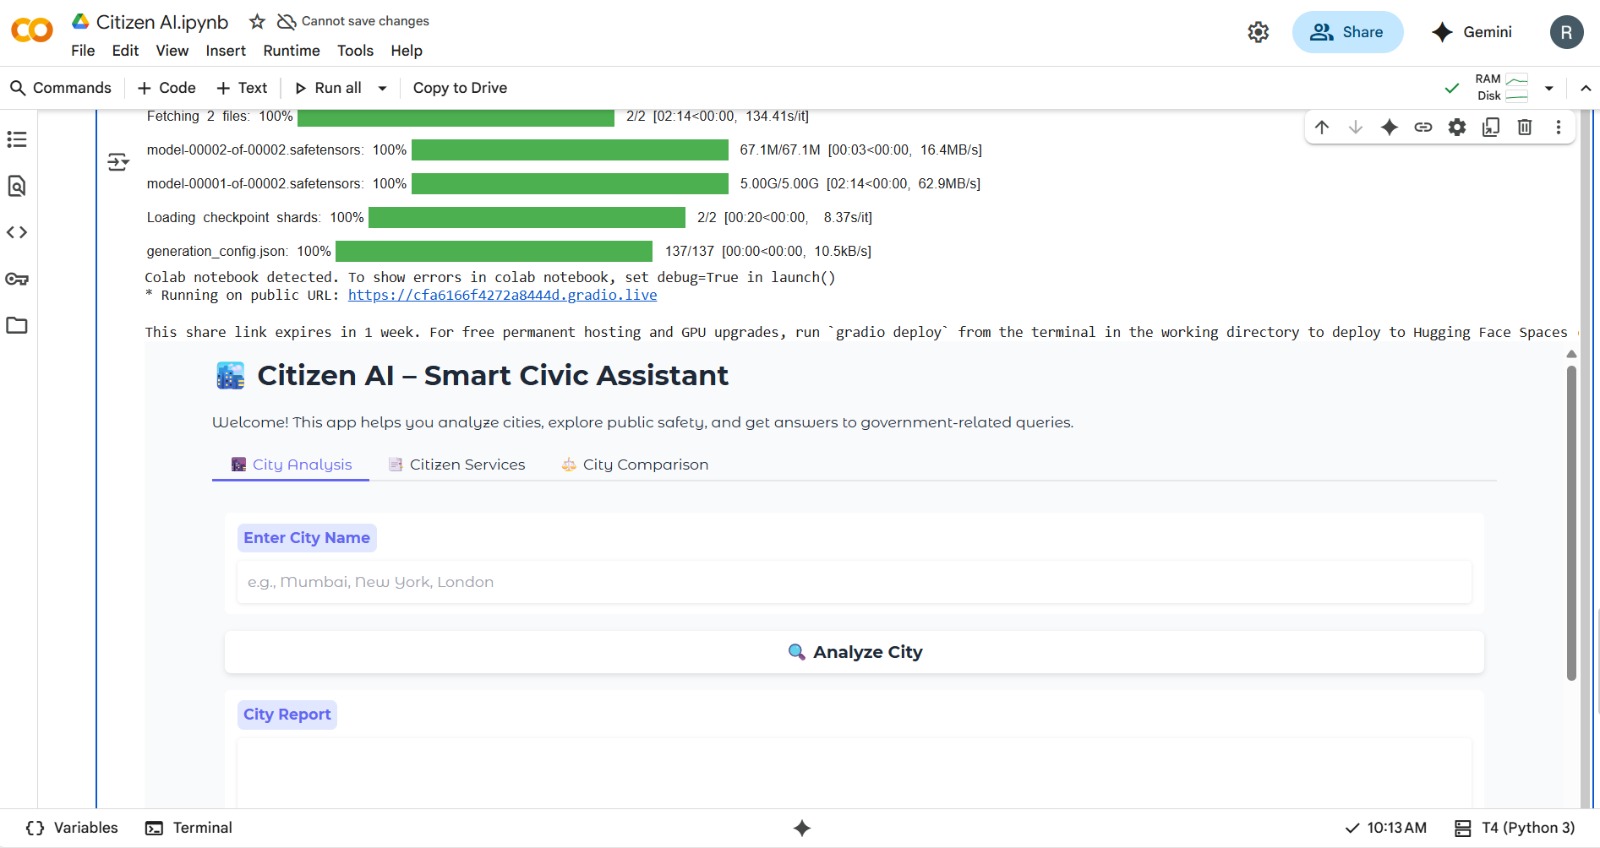 Citizen AI.ipynb
Cannot save changes
File Edit View Insert Runtime Tools Help
Share
Gemini
R
Commands + Code + Text Run all Copy to Drive
RAM
Disk
Fetching 2 files: 100% 2/2 [02:14<00:00, 134.41s/it]
model-00002-of-00002.safetensors: 100% 67.1M/67.1M [00:03<00:00, 16.4MB/s]
model-00001-of-00002.safetensors: 100% 5.00G/5.00G [02:14<00:00, 62.9MB/s]
Loading checkpoint shards: 100% 2/2 [00:20<00:00, 8.37s/it]
generation_config.json: 100% 137/137 [00:00<00:00, 10.5kB/s]
Colab notebook detected. To show errors in colab notebook, set debug=True in launch()
* Running on public URL: https://cfa6166f4272a8444d.gradio.live
This share link expires in 1 week. For free permanent hosting and GPU upgrades, run `gradio deploy` from the terminal in the working directory to deploy to Hugging Face Spaces
Citizen AI – Smart Civic Assistant
Welcome! This app helps you analyze cities, explore public safety, and get answers to government-related queries.
City Analysis Citizen Services City Comparison
Enter City Name
e.g., Mumbai, New York, London
Analyze City
City Report
Variables Terminal
10:13 AM T4 (Python 3)